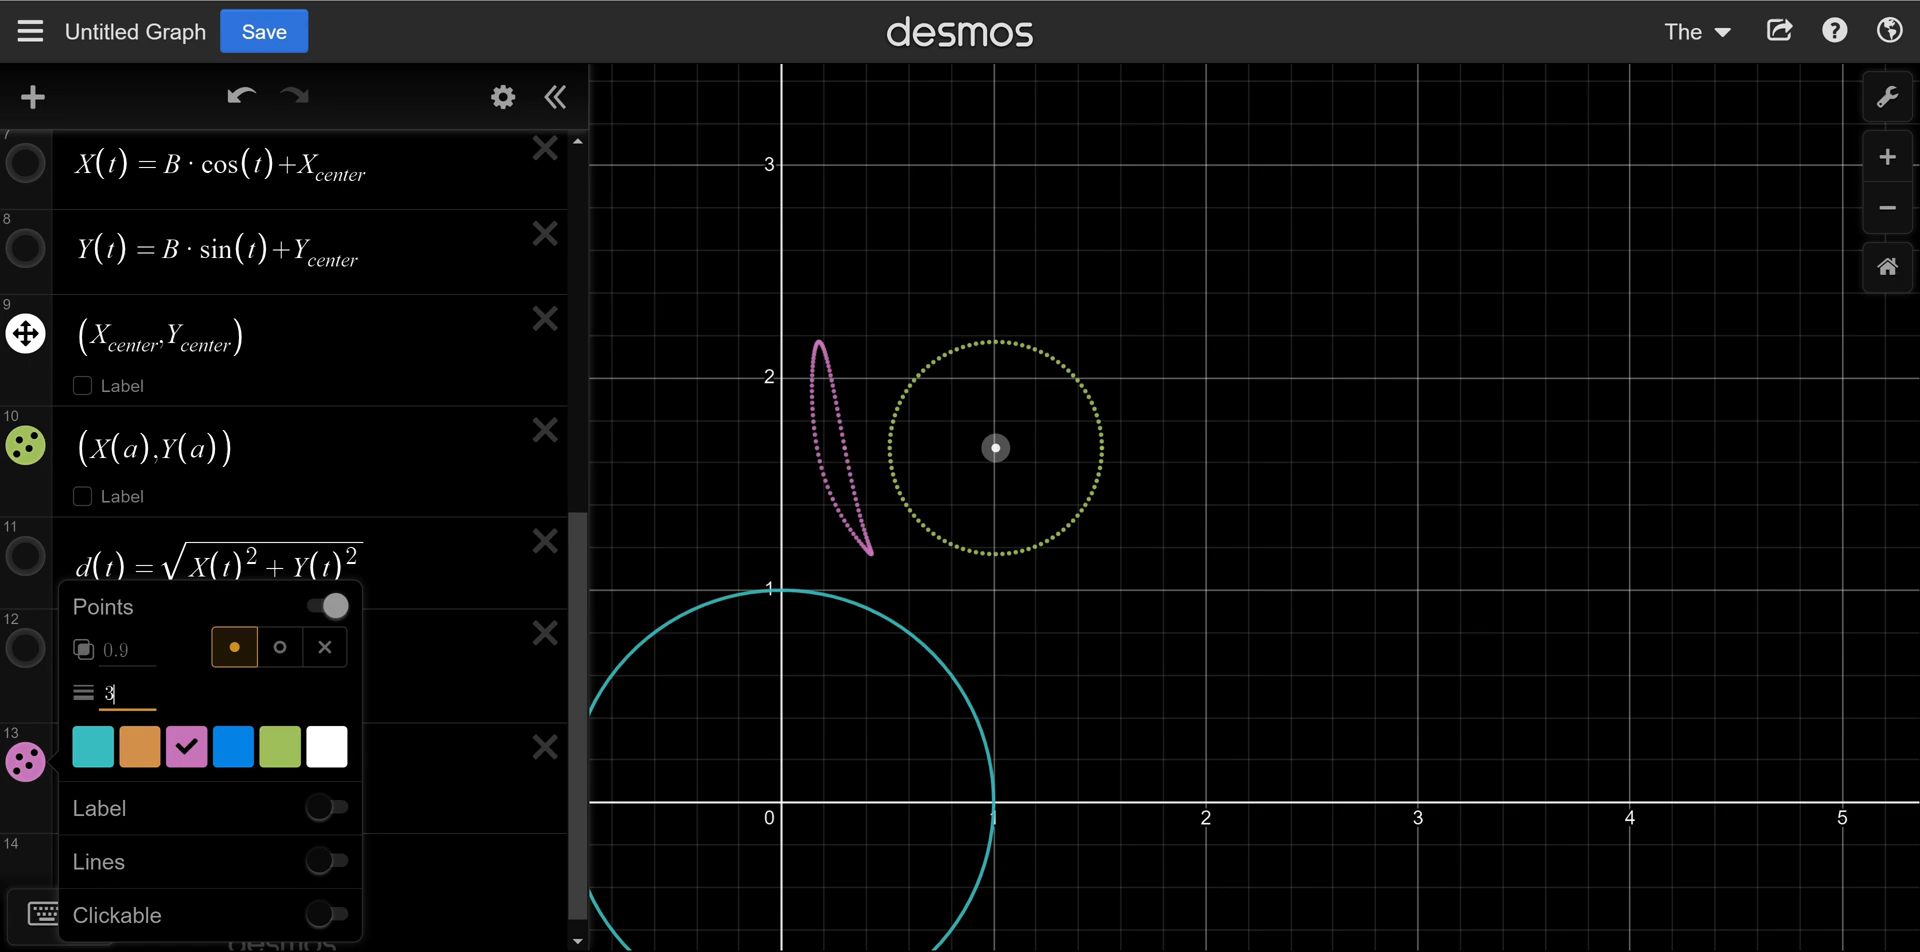 Untitled Graph Save desmos The
7
X(t) = B · cos(t)+X_center
8
Y(t) = B · sin(t)+Y_center
9
(X_center,Y_center)
Label
10
(X(a),Y(a))
Label
11
d(t) = √X(t)² + Y(t)²
12
Points
0.9
3
13
Label
14
Lines
Clickable
desmos
3
2
1
0 1 2 3 4 5